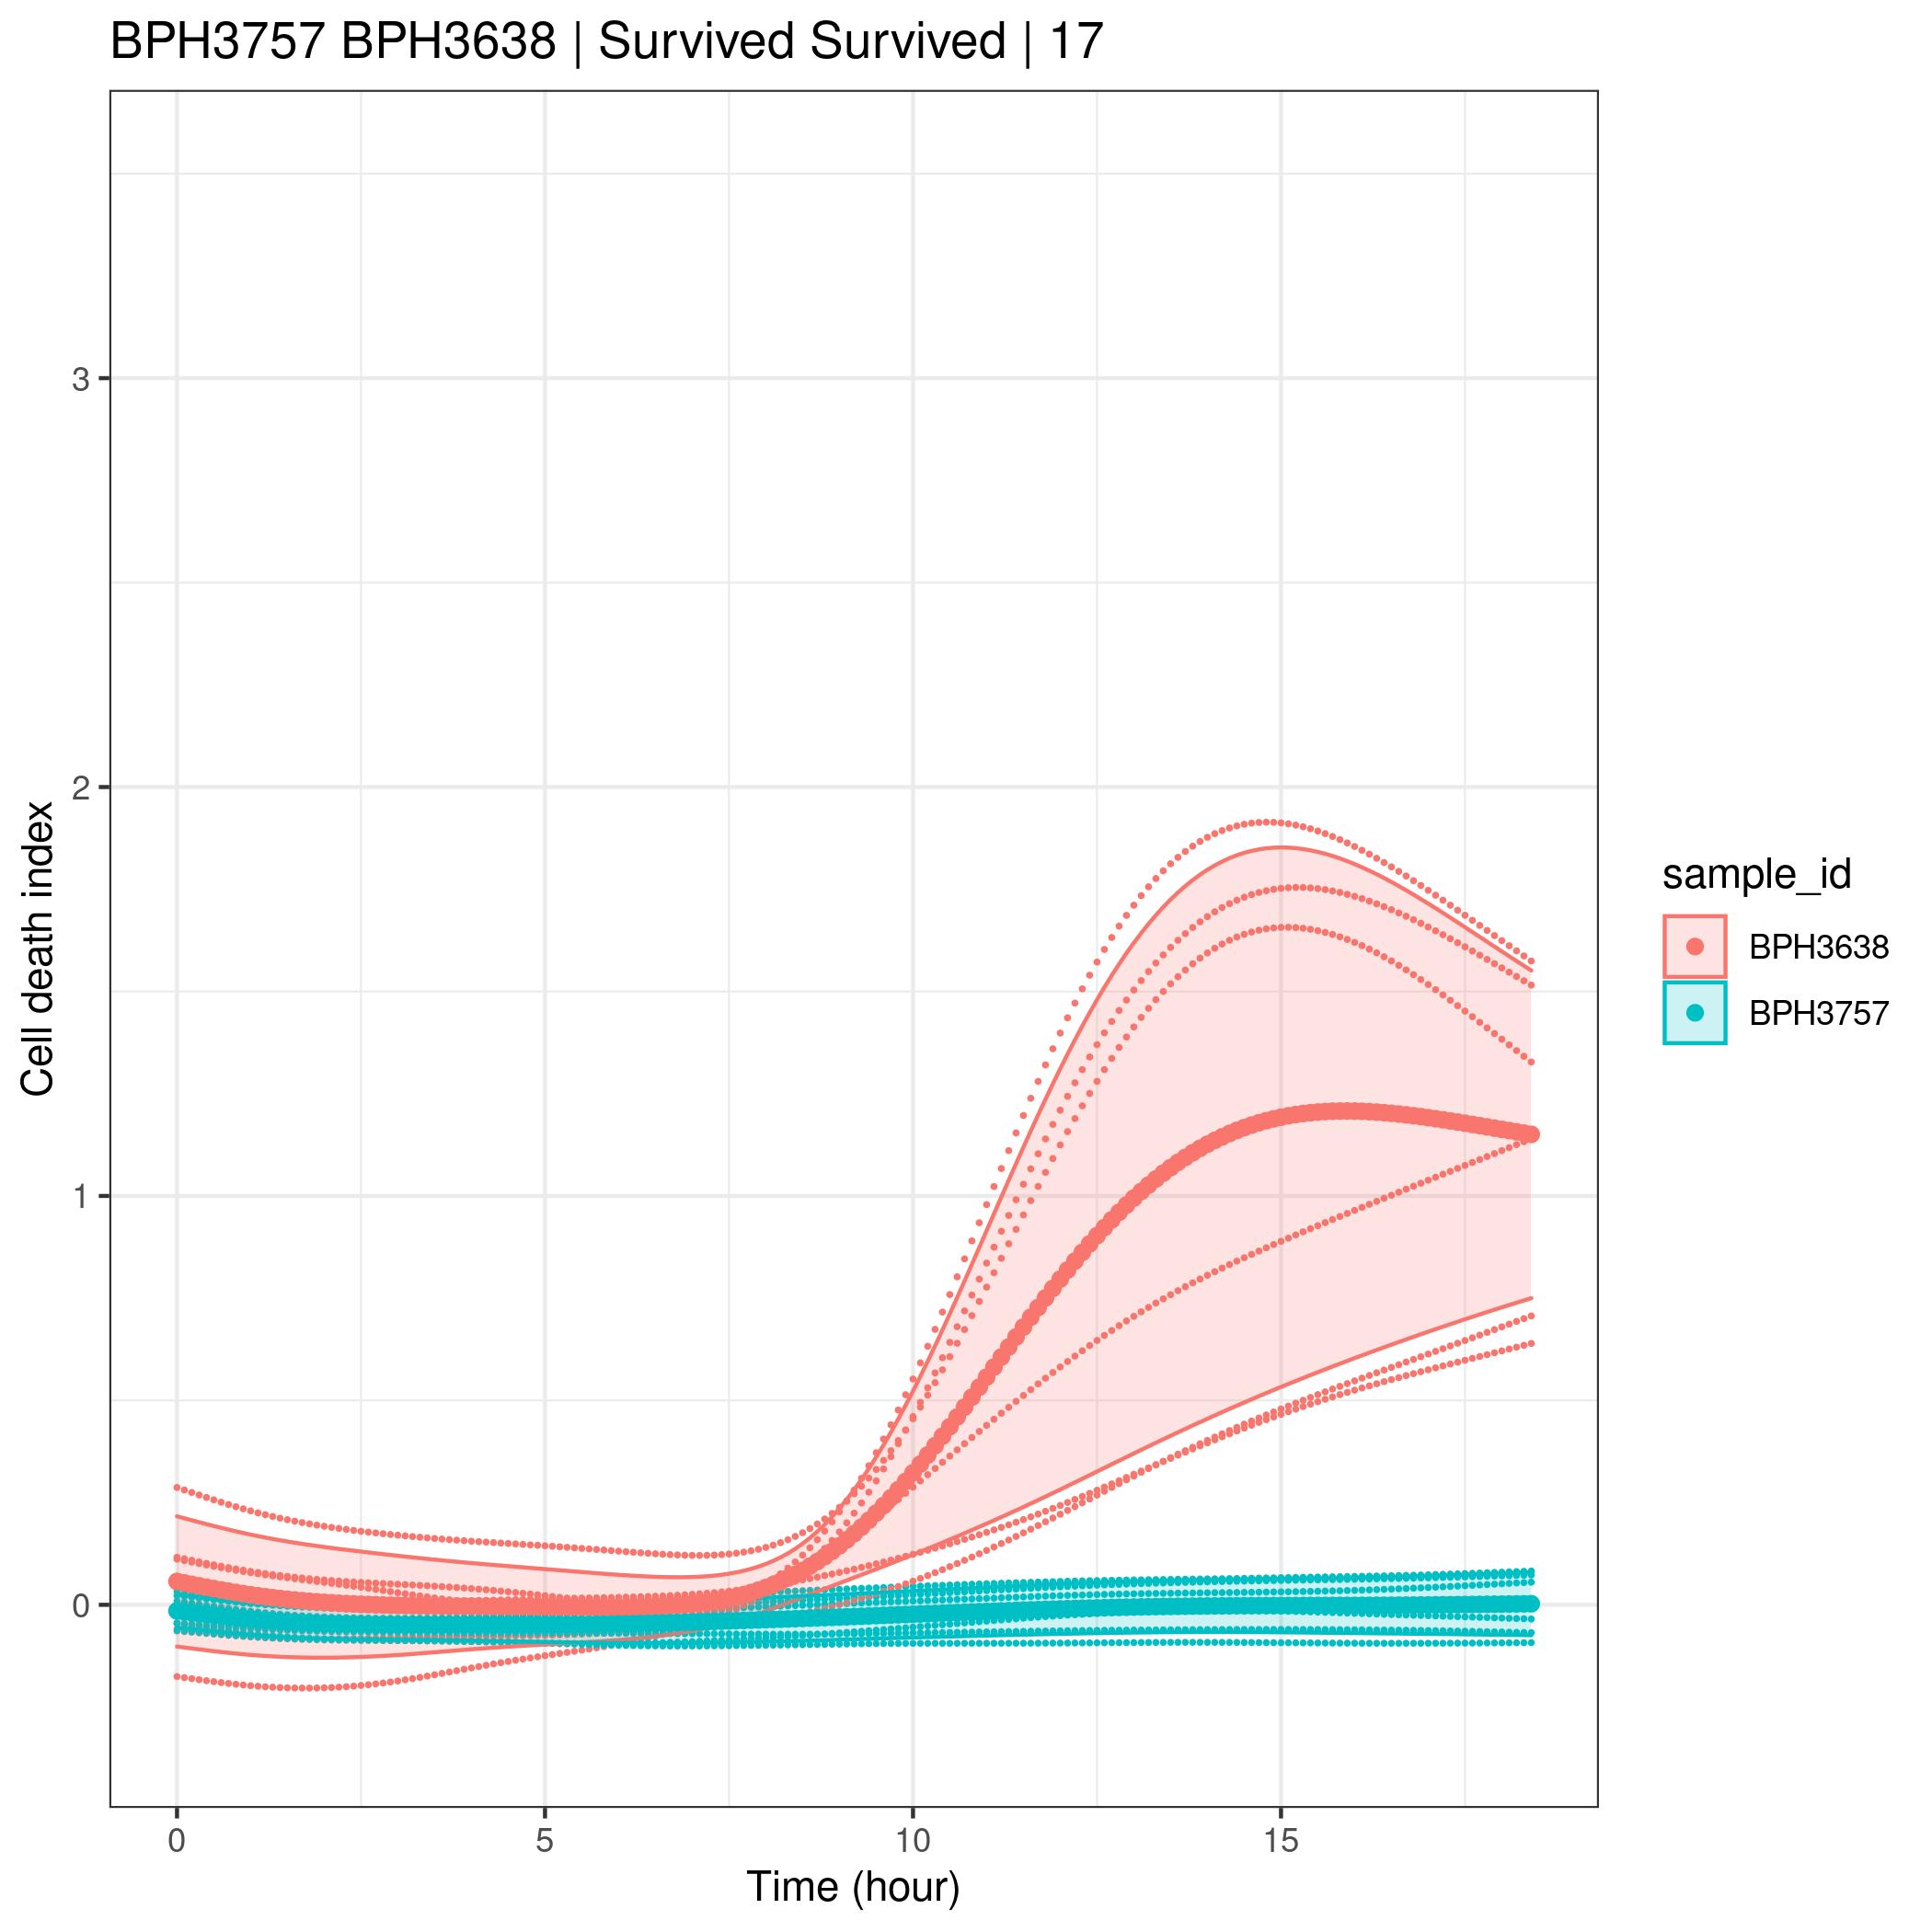 BPH3757 BPH3638 | Survived Survived | 17
3
2
1
0
Cell death index
0 5 10 15
Time (hour)
sample_id
BPH3638
BPH3757